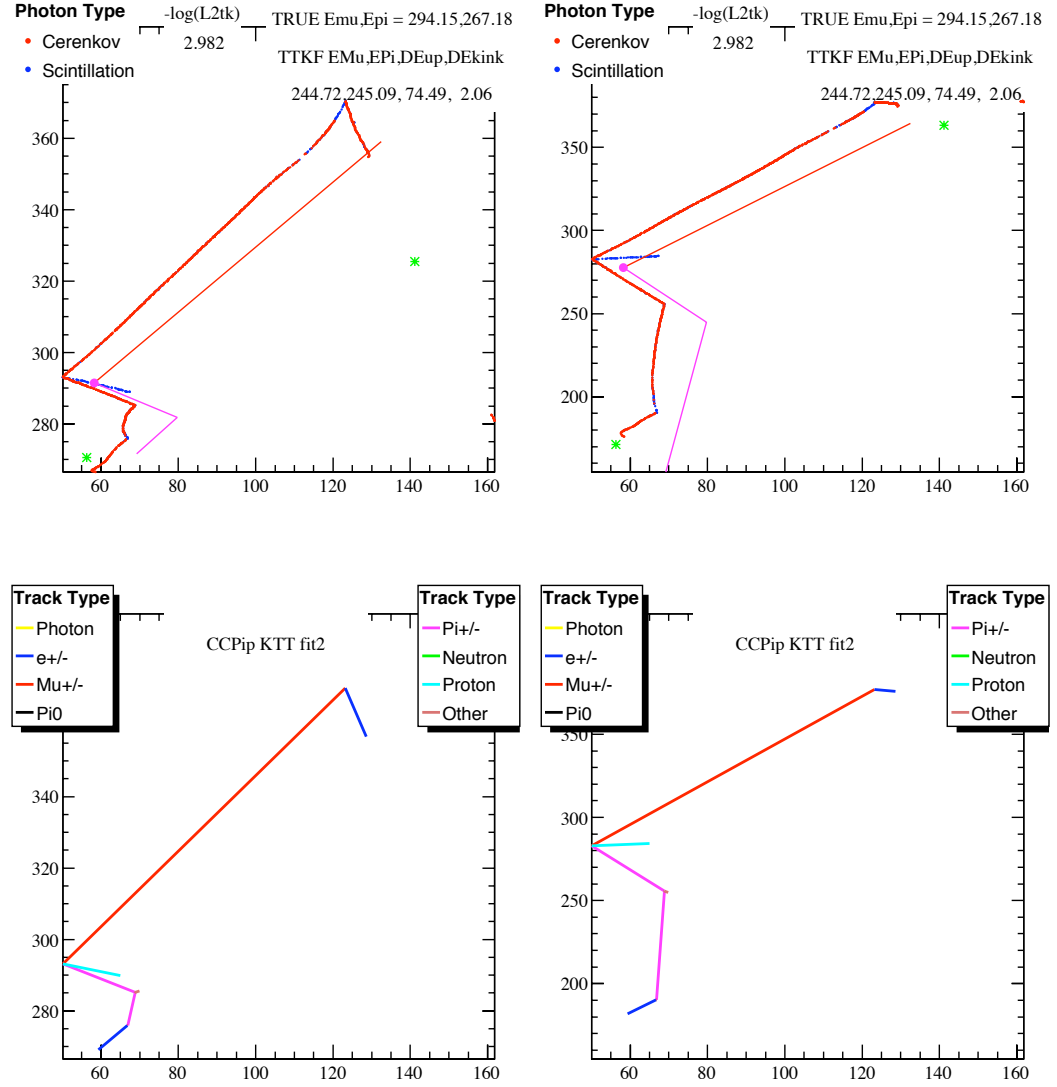 Photon Type
Cerenkov
Scintillation
-log(L2tk)
2.982
TRUE Emu,Epi = 294.15,267.18
TTKF EMu,EPi,DEup,DEkink
244.72,245.09, 74.49, 2.06
360
340
320
300
280
60 80 100 120 140 160
Photon Type
Cerenkov
Scintillation
-log(L2tk)
2.982
TRUE Emu,Epi = 294.15,267.18
TTKF EMu,EPi,DEup,DEkink
244.72,245.09, 74.49, 2.06
350
300
250
200
60 80 100 120 140 160
Track Type
Photon
e+/-
Mu+/-
Pi0
CCPip KTT fit2
Track Type
Pi+/-
Neutron
Proton
Other
340
320
300
280
60 80 100 120 140 160
Track Type
Photon
e+/-
Mu+/-
Pi0
CCPip KTT fit2
Track Type
Pi+/-
Neutron
Proton
Other
350
300
250
200
60 80 100 120 140 160